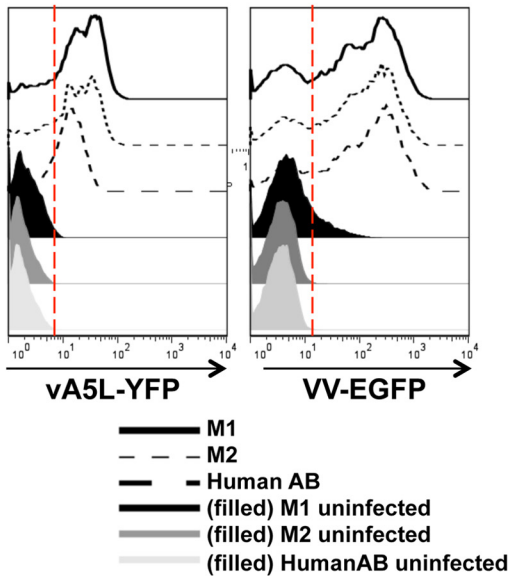 10⁰ 10¹ 10² 10³ 10⁴ 10⁰ 10¹ 10² 10³ 10⁴
vA5L-YFP VV-EGFP
M1
M2
Human AB
(filled) M1 uninfected
(filled) M2 uninfected
(filled) HumanAB uninfected